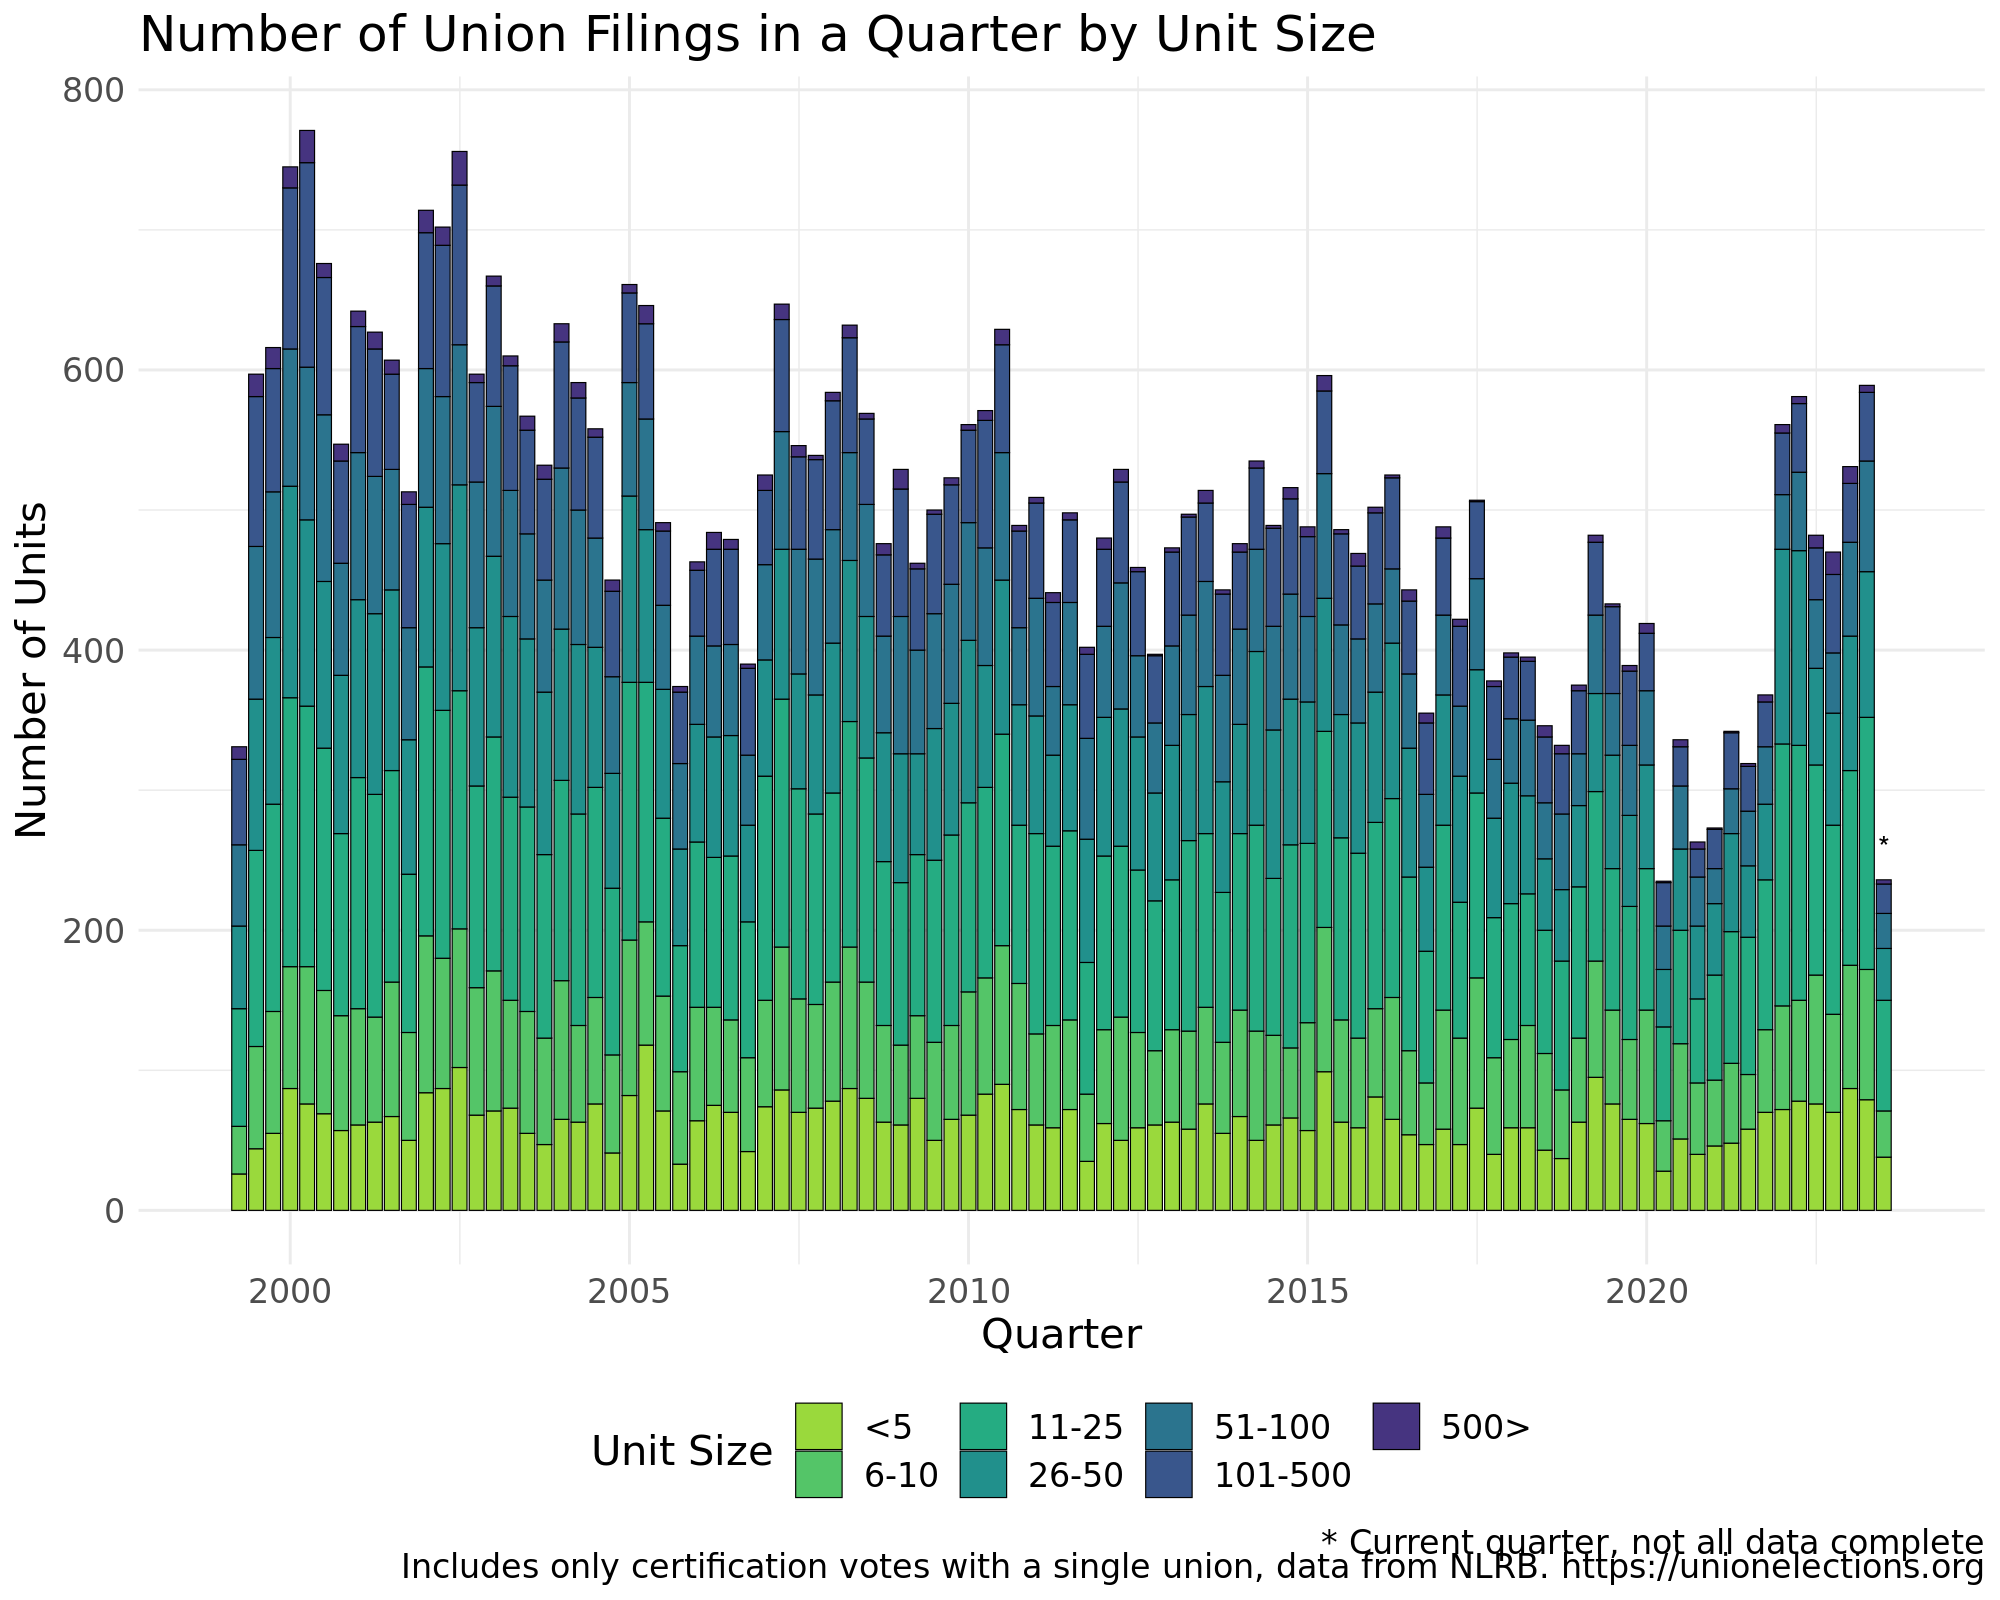 Number of Union Filings in a Quarter by Unit Size
800
600
400
200
0
Number of Units
*
2000 2005 2010 2015 2020
Quarter
Unit Size
<5 11-25 51-100 500>
6-10 26-50 101-500
* Current quarter, not all data complete
Includes only certification votes with a single union, data from NLRB. https://unionelections.org